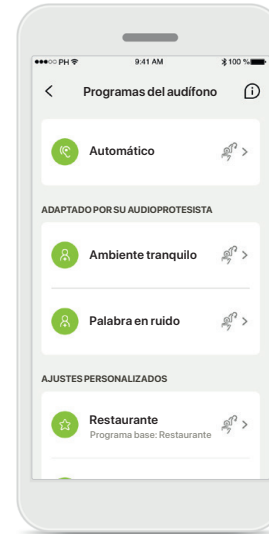 PH 9:41 AM 100 %
Programas del audífono
Automático
ADAPTADO POR SU AUDIOPROTESISTA
Ambiente tranquilo
Palabra en ruido
AJUSTES PERSONALIZADOS
Restaurante
Programa base: Restaurante